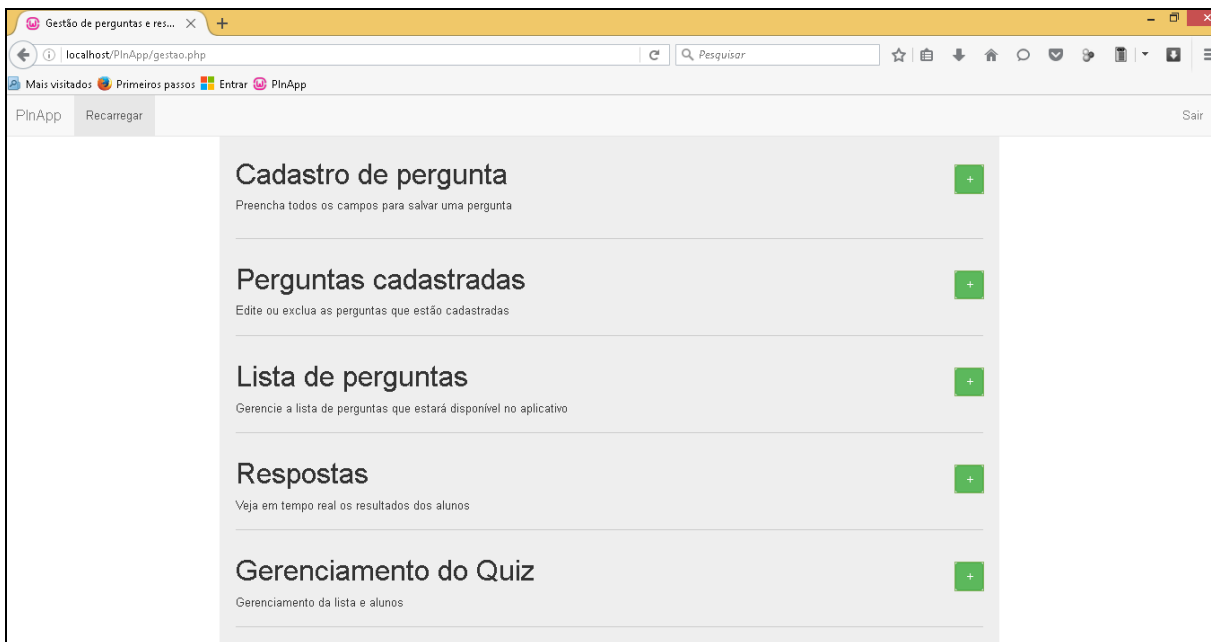 Gestão de perguntas e res...
localhost/PInApp/gestao.php
Pesquisar
Mais visitados Primeiros passos Entrar PInApp
PInApp Recarregar Sair
Cadastro de pergunta
+
Preencha todos os campos para salvar uma pergunta
Perguntas cadastradas
+
Edite ou exclua as perguntas que estão cadastradas
Lista de perguntas
+
Gerencie a lista de perguntas que estará disponível no aplicativo
Respostas
+
Veja em tempo real os resultados dos alunos
Gerenciamento do Quiz
+
Gerenciamento da lista e alunos